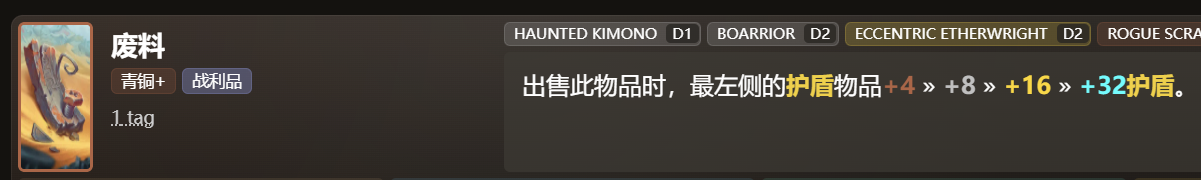 废料
青铜+ 战利品
1 tag
HAUNTED KIMONO D1 BOARRIOR D2 ECCENTRIC ETHERWRIGHT D2 ROGUE SCRA
出售此物品时，最左侧的护盾物品+4 » +8 » +16 » +32护盾。